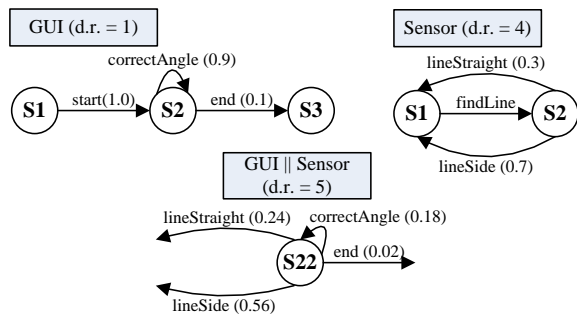 GUI (d.r. = 1)
correctAngle (0.9)
S1
start(1.0)
S2
end (0.1)
S3
Sensor (d.r. = 4)
lineStraight (0.3)
S1
findLine
S2
lineSide (0.7)
GUI || Sensor
(d.r. = 5)
lineStraight (0.24)
correctAngle (0.18)
S22
end (0.02)
lineSide (0.56)